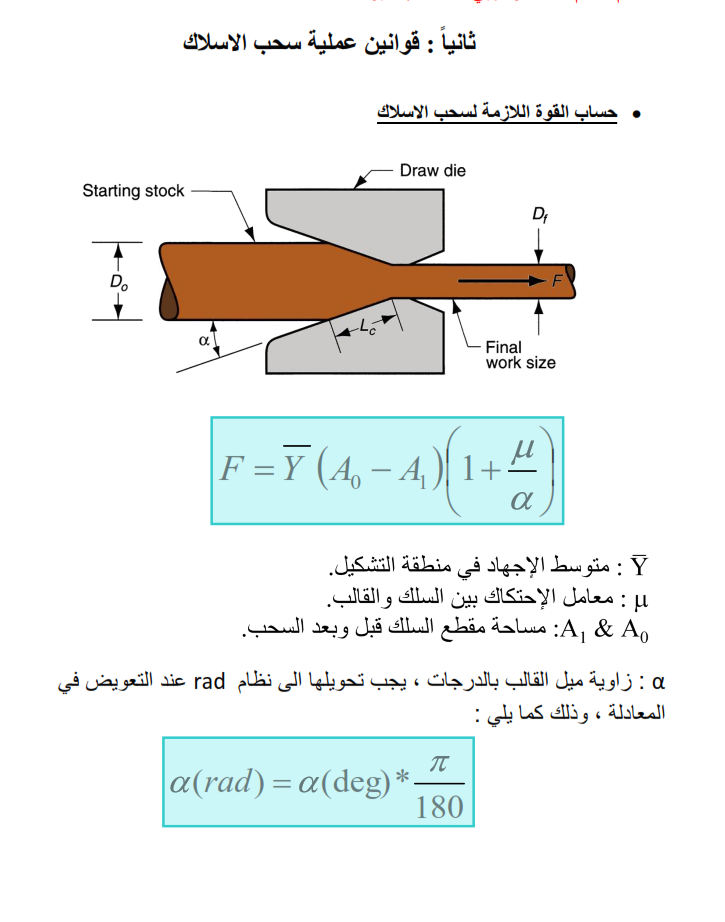 ثانياً : قوانين عملية سحب الاسلاك
• حساب القوة اللازمة لسحب الاسلاك
Draw die
Starting stock
D_f
D_o
F
α
L_c
Final
work size
F = Y̅ (A₀ − A₁)(1 + μ/α)
Y̅ : متوسط الإجهاد في منطقة التشكيل.
μ : معامل الإحتكاك بين السلك والقالب.
A₁ & A₀: مساحة مقطع السلك قبل وبعد السحب.
α : زاوية ميل القالب بالدرجات ، يجب تحويلها الى نظام rad عند التعويض في
المعادلة ، وذلك كما يلي :
α(rad) = α(deg) * π/180